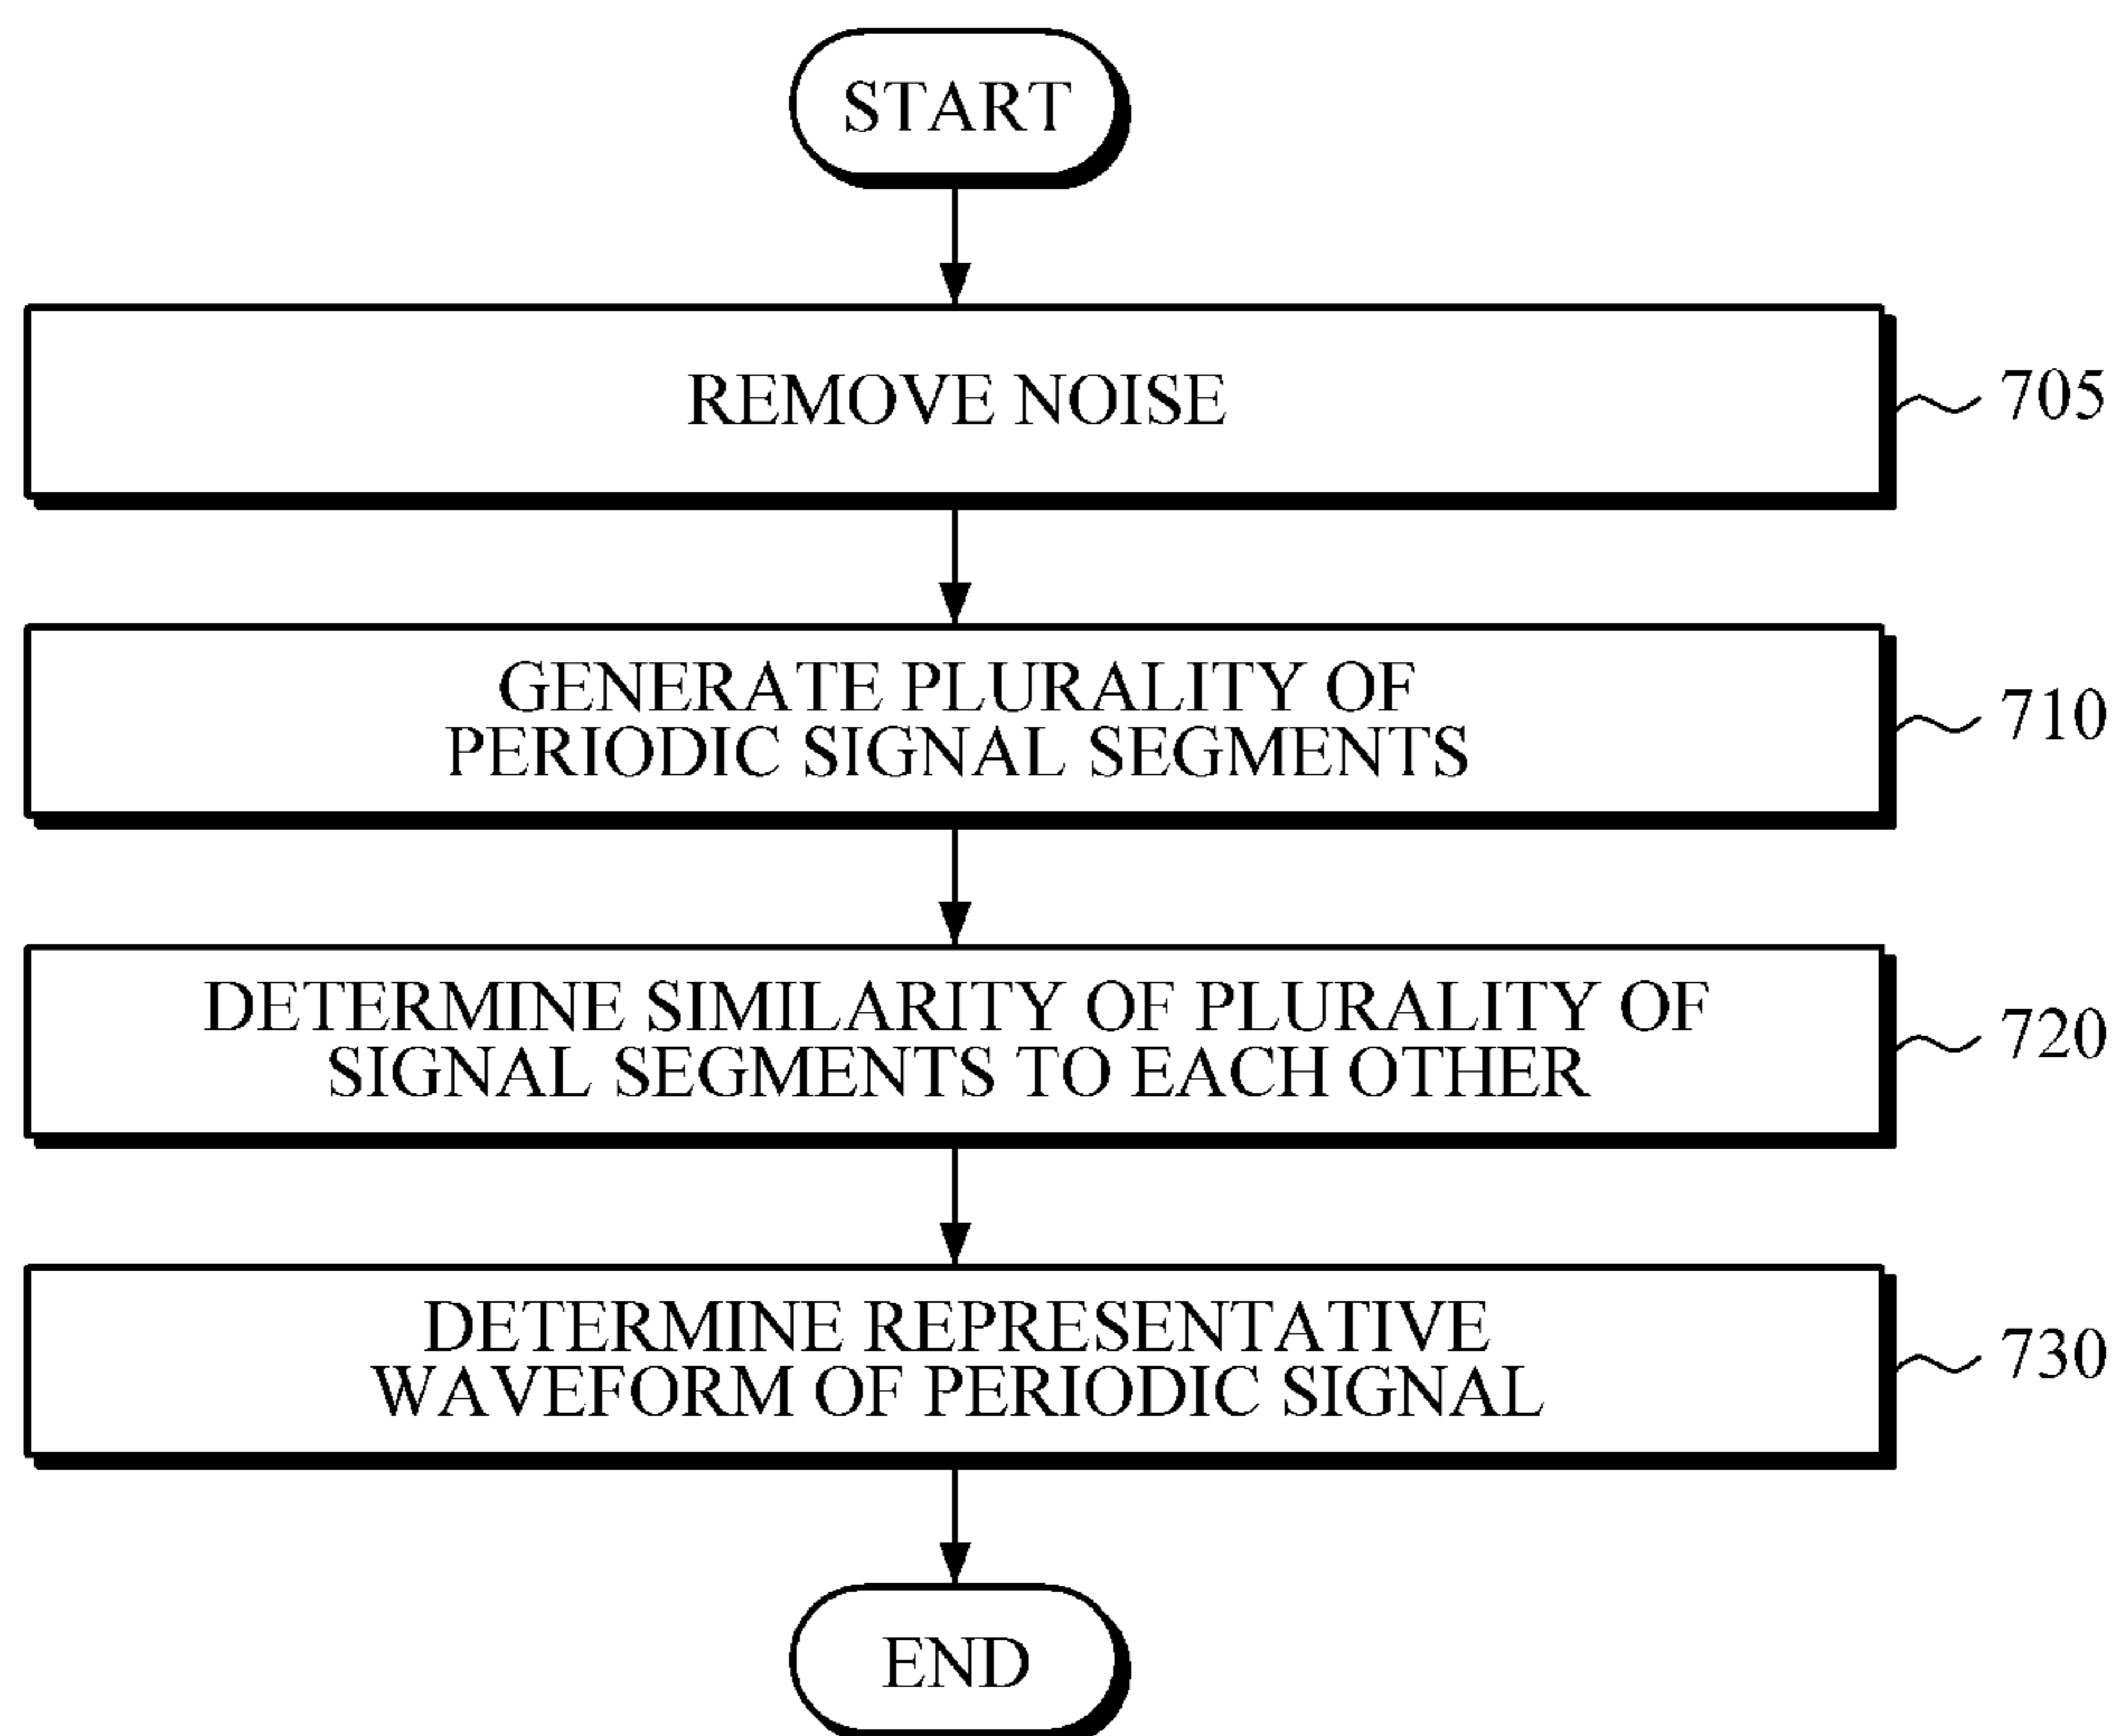 START
REMOVE NOISE
705
GENERATE PLURALITY OF
PERIODIC SIGNAL SEGMENTS
710
DETERMINE SIMILARITY OF PLURALITY OF
SIGNAL SEGMENTS TO EACH OTHER
720
DETERMINE REPRESENTATIVE
WAVEFORM OF PERIODIC SIGNAL
730
END